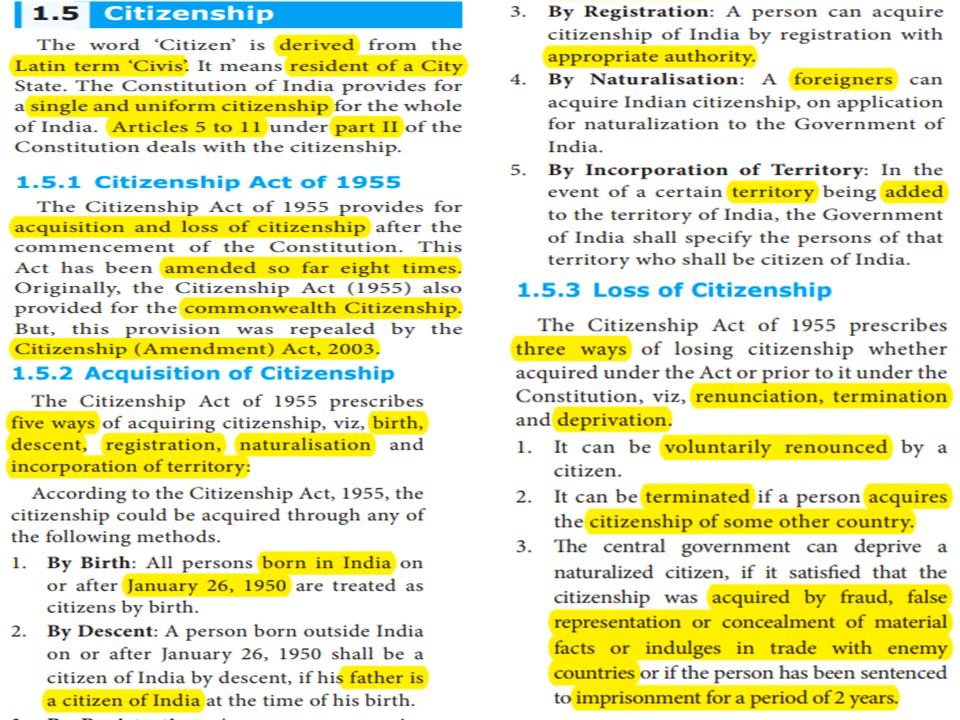 1.5 Citizenship
The word ‘Citizen’ is derived from the
Latin term ‘Civis’. It means resident of a City
State. The Constitution of India provides for
a single and uniform citizenship for the whole
of India. Articles 5 to 11 under part II of the
Constitution deals with the citizenship.
1.5.1 Citizenship Act of 1955
The Citizenship Act of 1955 provides for
acquisition and loss of citizenship after the
commencement of the Constitution. This
Act has been amended so far eight times.
Originally, the Citizenship Act (1955) also
provided for the commonwealth Citizenship.
But, this provision was repealed by the
Citizenship (Amendment) Act, 2003.
1.5.2 Acquisition of Citizenship
The Citizenship Act of 1955 prescribes
five ways of acquiring citizenship, viz, birth,
descent, registration, naturalisation and
incorporation of territory:
According to the Citizenship Act, 1955, the
citizenship could be acquired through any of
the following methods.
1. By Birth: All persons born in India on
or after January 26, 1950 are treated as
citizens by birth.
2. By Descent: A person born outside India
on or after January 26, 1950 shall be a
citizen of India by descent, if his father is
a citizen of India at the time of his birth.
3. By Registration: A person can acquire
citizenship of India by registration with
appropriate authority.
4. By Naturalisation: A foreigners can
acquire Indian citizenship, on application
for naturalization to the Government of
India.
5. By Incorporation of Territory: In the
event of a certain territory being added
to the territory of India, the Government
of India shall specify the persons of that
territory who shall be citizen of India.
1.5.3 Loss of Citizenship
The Citizenship Act of 1955 prescribes
three ways of losing citizenship whether
acquired under the Act or prior to it under the
Constitution, viz, renunciation, termination
and deprivation.
1. It can be voluntarily renounced by a
citizen.
2. It can be terminated if a person acquires
the citizenship of some other country.
3. The central government can deprive a
naturalized citizen, if it satisfied that the
citizenship was acquired by fraud, false
representation or concealment of material
facts or indulges in trade with enemy
countries or if the person has been sentenced
to imprisonment for a period of 2 years.